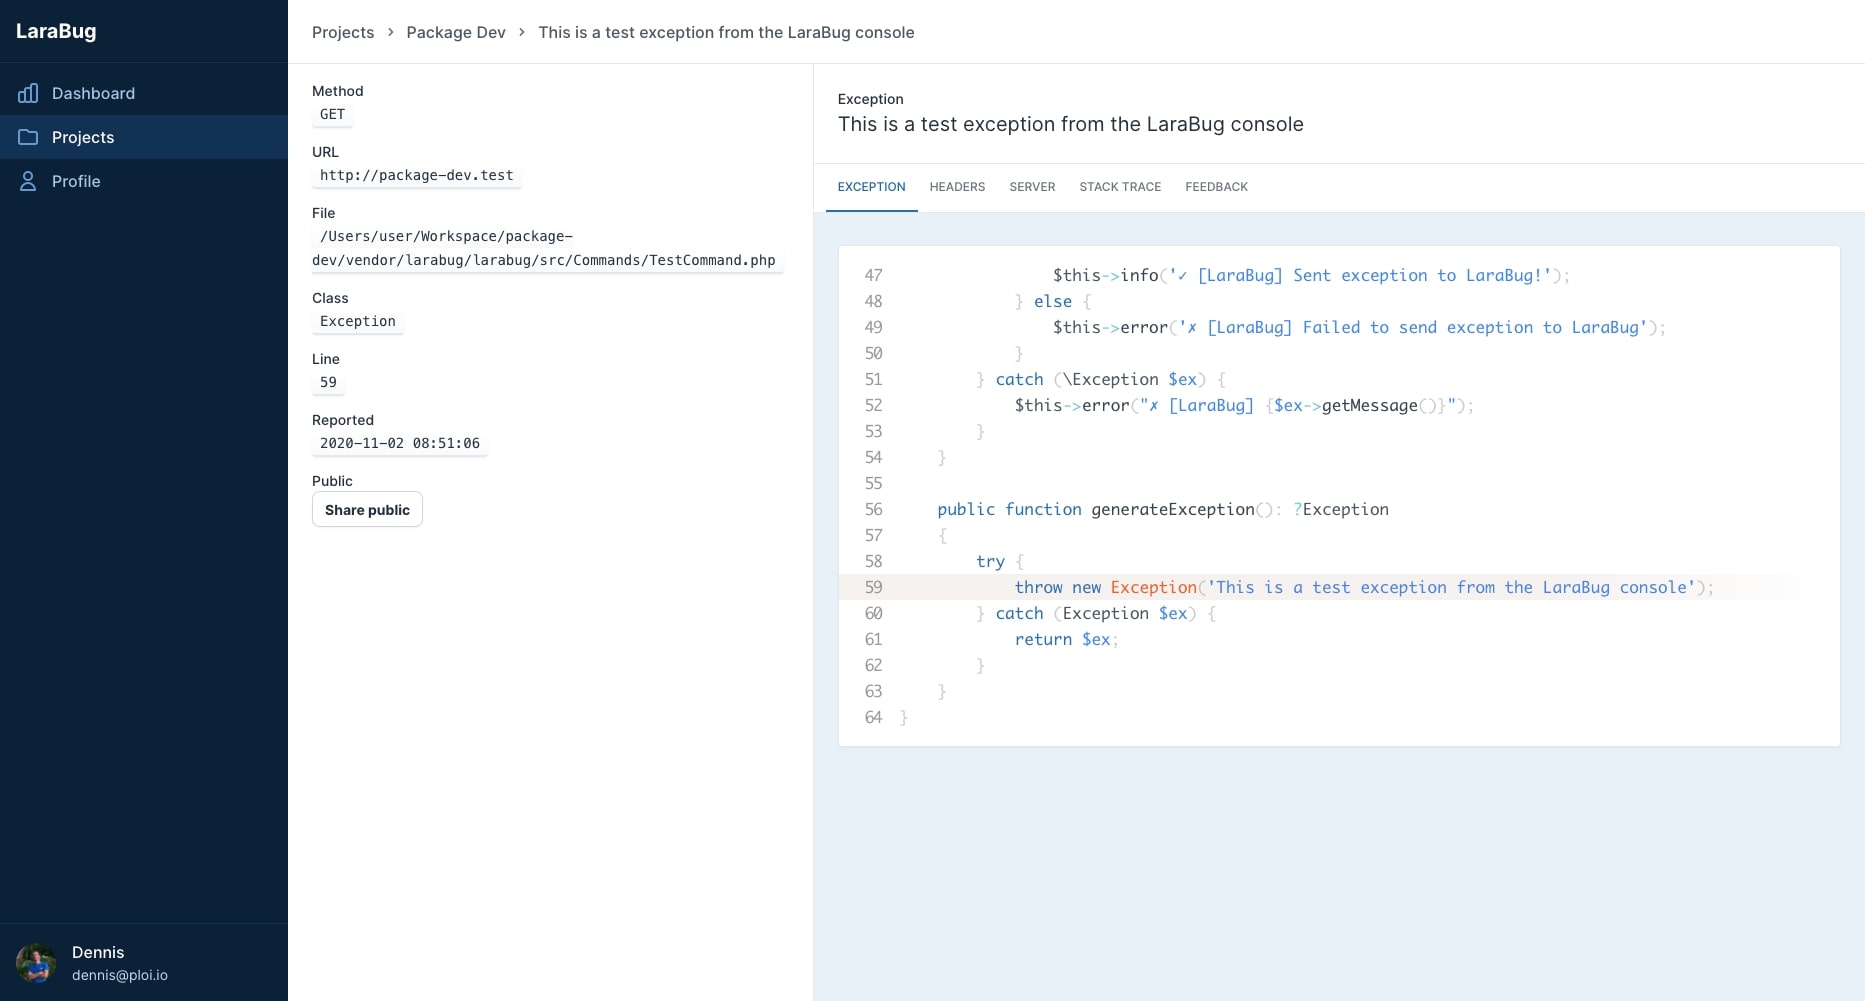 LaraBug
Dashboard
Projects
Profile
Dennis
dennis@ploi.io
Projects > Package Dev > This is a test exception from the LaraBug console
Method
GET
URL
http://package-dev.test
File
/Users/user/Workspace/package-
dev/vendor/larabug/larabug/src/Commands/TestCommand.php
Class
Exception
Line
59
Reported
2020-11-02 08:51:06
Public
Share public
Exception
This is a test exception from the LaraBug console
EXCEPTION HEADERS SERVER STACK TRACE FEEDBACK
47                 $this->info('✓ [LaraBug] Sent exception to LaraBug!');
48             } else {
49                 $this->error('✗ [LaraBug] Failed to send exception to LaraBug');
50             }
51         } catch (\Exception $ex) {
52             $this->error("✗ [LaraBug] {$ex->getMessage()}");
53         }
54     }
55
56     public function generateException(): ?Exception
57     {
58         try {
59             throw new Exception('This is a test exception from the LaraBug console');
60         } catch (Exception $ex) {
61             return $ex;
62         }
63     }
64 }